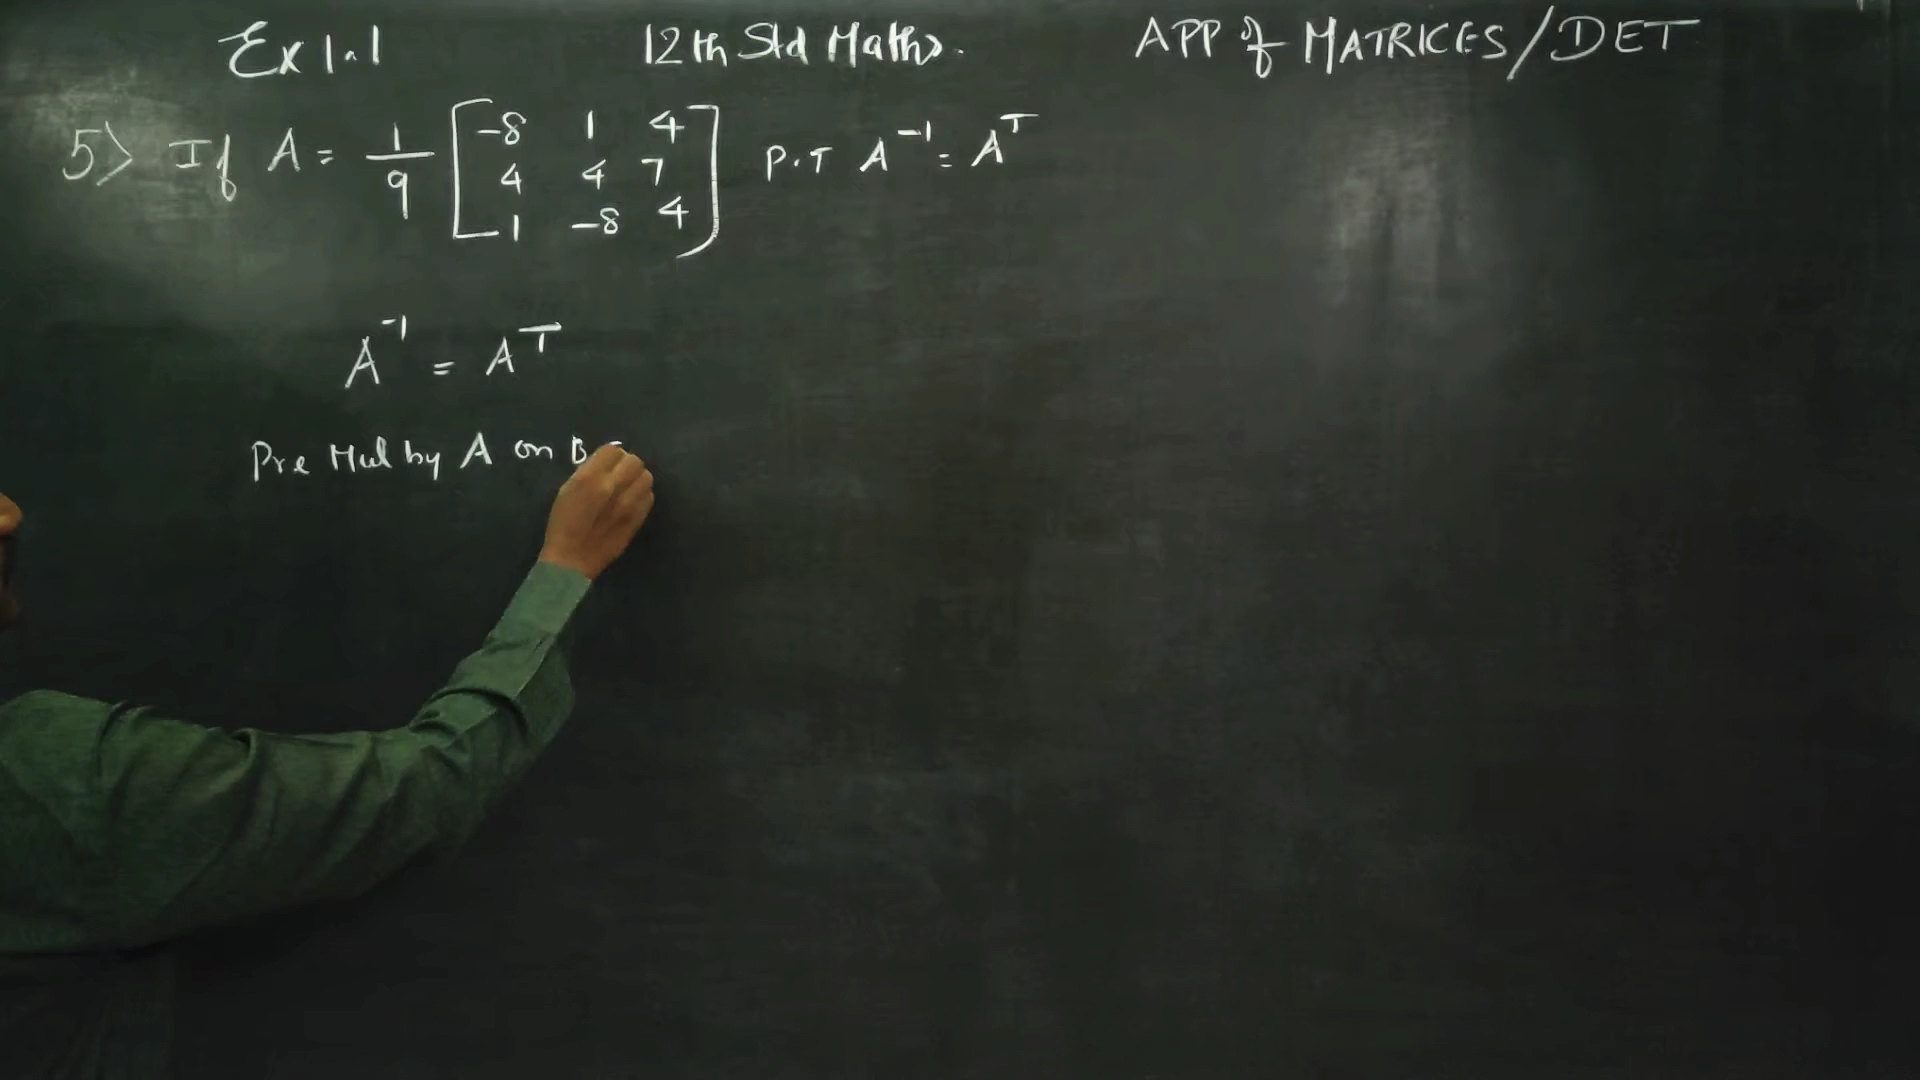 Ex 1.1 12th Std Maths. APP of MATRICES/DET
5> If A = 1/9 [ -8 1 4 P.T A⁻¹ = Aᵀ
4 4 7
1 -8 4 ]
A⁻¹ = Aᵀ
Pre Mul by A on B